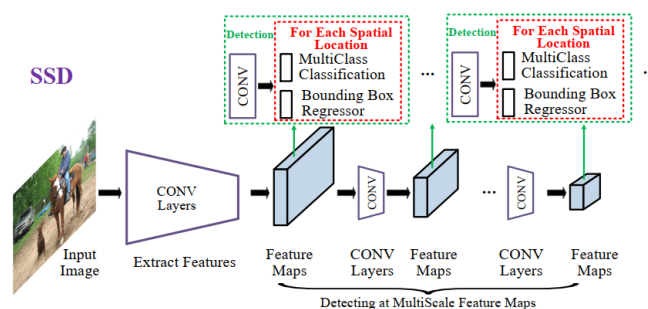 Detection
For Each Spatial
Location
CONV
MultiClass
Classification
Bounding Box
Regressor
...
Detection
For Each Spatial
Location
CONV
MultiClass
Classification
Bounding Box
Regressor
SSD
CONV
Layers
CONV
...
CONV
Input
Image
Extract Features
Feature
Maps
CONV
Layers
Feature
Maps
CONV
Layers
Feature
Maps
Detecting at MultiScale Feature Maps